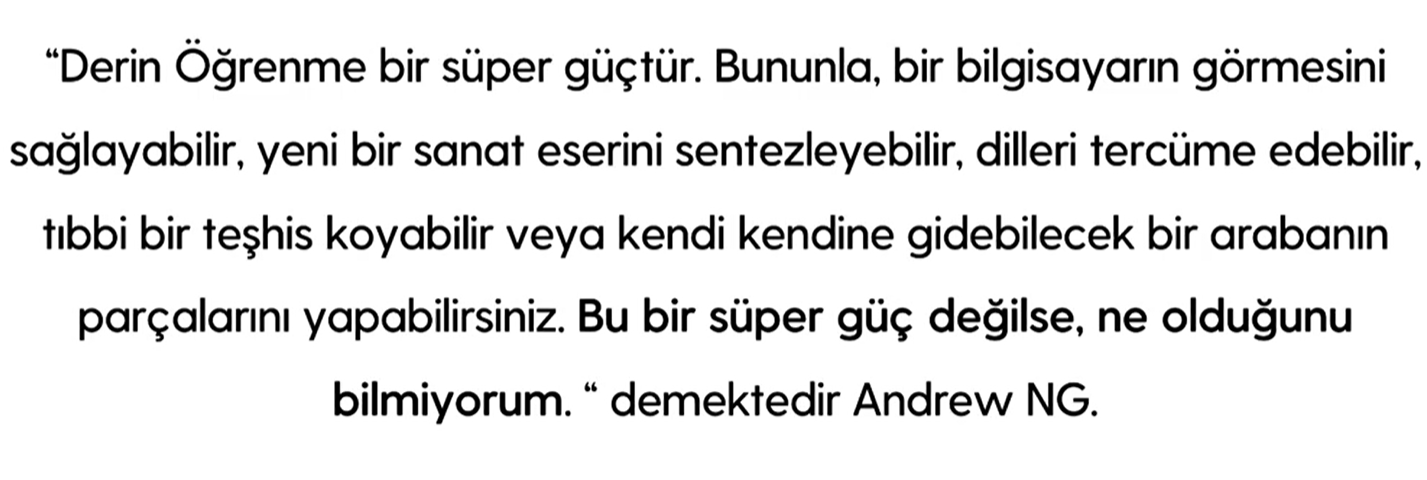 “Derin Öğrenme bir süper güçtür. Bununla, bir bilgisayarın görmesini
sağlayabilir, yeni bir sanat eserini sentezleyebilir, dilleri tercüme edebilir,
tıbbi bir teşhis koyabilir veya kendi kendine gidebilecek bir arabanın
parçalarını yapabilirsiniz. Bu bir süper güç değilse, ne olduğunu
bilmiyorum. “ demektedir Andrew NG.